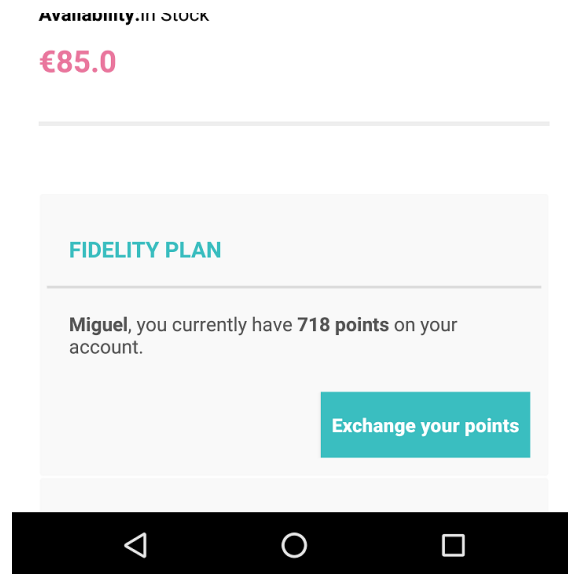 Availability:In Stock
€85.0
FIDELITY PLAN
Miguel, you currently have 718 points on your
account.
Exchange your points